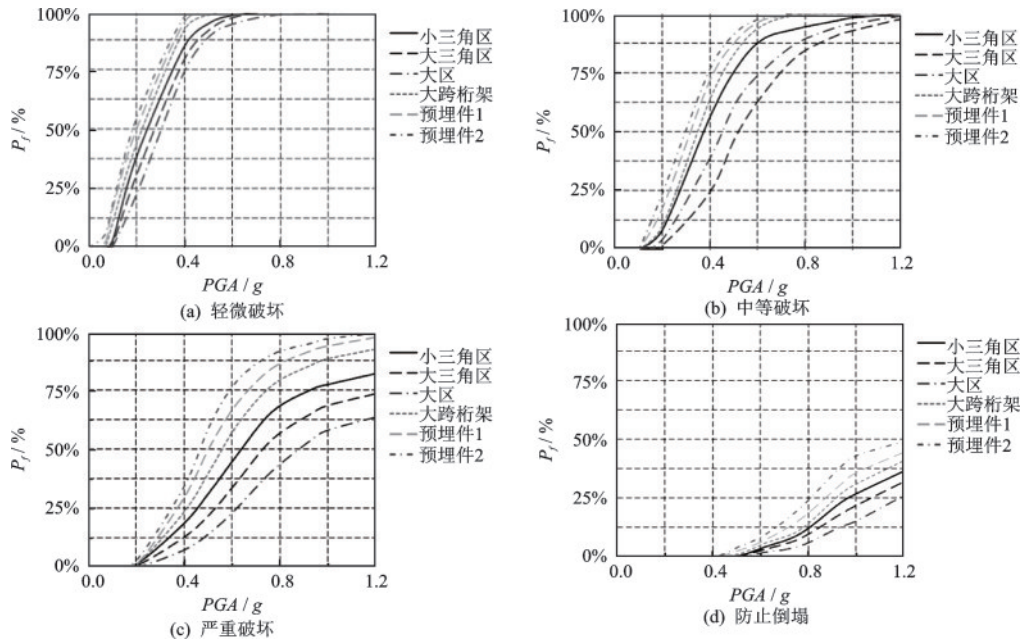 100%
75%
50%
25%
0%
P_f / %
0.0 0.4 0.8 1.2
PGA / g
小三角区
大三角区
大区
大跨桁架
预埋件1
预埋件2
(a) 轻微破坏
100%
75%
50%
25%
0%
P_f / %
0.0 0.4 0.8 1.2
PGA / g
小三角区
大三角区
大区
大跨桁架
预埋件1
预埋件2
(b) 中等破坏
100%
75%
50%
25%
0%
P_f / %
0.0 0.4 0.8 1.2
PGA / g
小三角区
大三角区
大区
大跨桁架
预埋件1
预埋件2
(c) 严重破坏
100%
75%
50%
25%
0%
P_f / %
0.0 0.4 0.8 1.2
PGA / g
小三角区
大三角区
大区
大跨桁架
预埋件1
预埋件2
(d) 防止倒塌